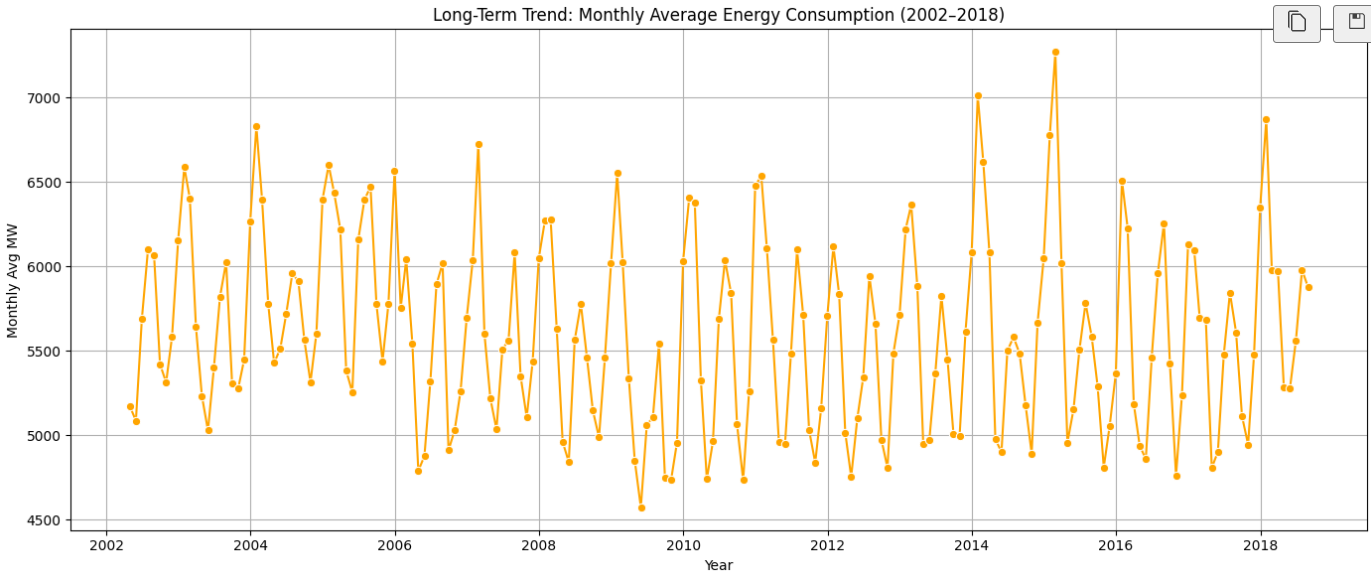 Long-Term Trend: Monthly Average Energy Consumption (2002–2018)
Monthly Avg MW
7000
6500
6000
5500
5000
4500
2002 2004 2006 2008 2010 2012 2014 2016 2018
Year